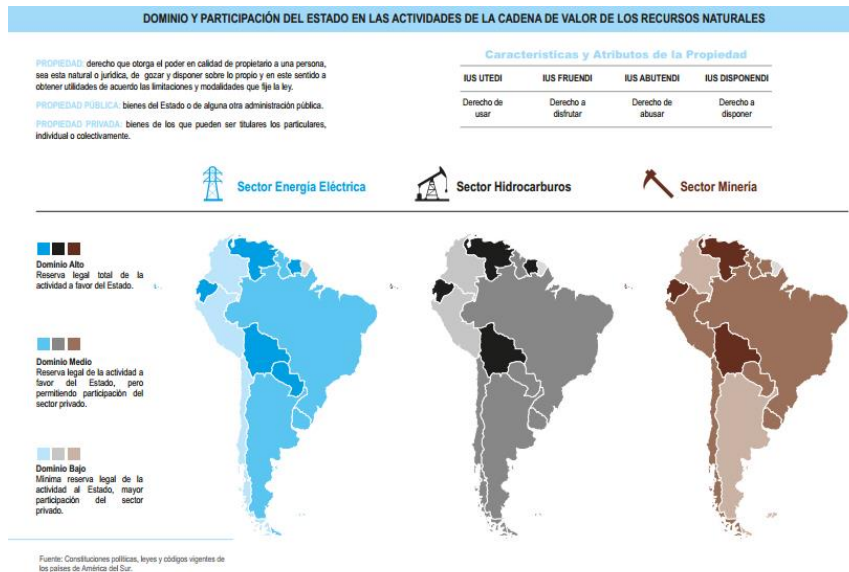 DOMINIO Y PARTICIPACIÓN DEL ESTADO EN LAS ACTIVIDADES DE LA CADENA DE VALOR DE LOS RECURSOS NATURALES
PROPIEDAD: derecho que otorga el poder en calidad de propietario a una persona,
sea esta natural o jurídica, de gozar y disponer sobre lo propio y en este sentido a
obtener utilidades de acuerdo las limitaciones y modalidades que fije la ley.
PROPIEDAD PÚBLICA: bienes del Estado o de alguna otra administración pública.
PROPIEDAD PRIVADA: bienes de los que pueden ser titulares los particulares,
individual o colectivamente.
Características y Atributos de la Propiedad
IUS UTEDI IUS FRUENDI IUS ABUTENDI IUS DISPONENDI
Derecho de Derecho a Derecho de Derecho a
usar disfrutar abusar disponer
Sector Energía Eléctrica Sector Hidrocarburos Sector Minería
Dominio Alto
Reserva legal total de la
actividad a favor del Estado.
Dominio Medio
Reserva legal de la actividad a
favor del Estado, pero
permitiendo participación del
sector privado.
Dominio Bajo
Mínima reserva legal de la
actividad al Estado, mayor
participación del sector
privado.
Fuente: Constituciones políticas, leyes y códigos vigentes de
los países de América del Sur.